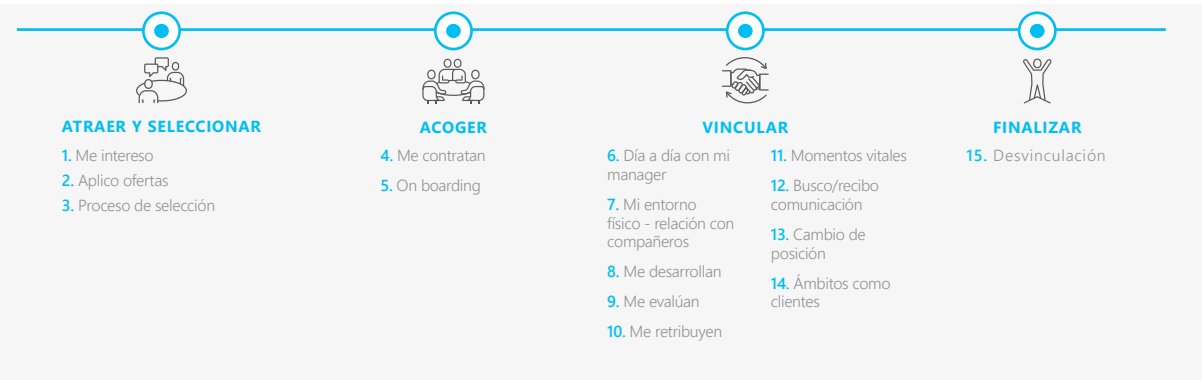 ATRAER Y SELECCIONAR
1. Me intereso
2. Aplico ofertas
3. Proceso de selección
ACOGER
4. Me contratan
5. On boarding
VINCULAR
6. Día a día con mi
manager
7. Mi entorno
físico - relación con
compañeros
8. Me desarrollan
9. Me evalúan
10. Me retribuyen
11. Momentos vitales
12. Busco/recibo
comunicación
13. Cambio de
posición
14. Ámbitos como
clientes
FINALIZAR
15. Desvinculación